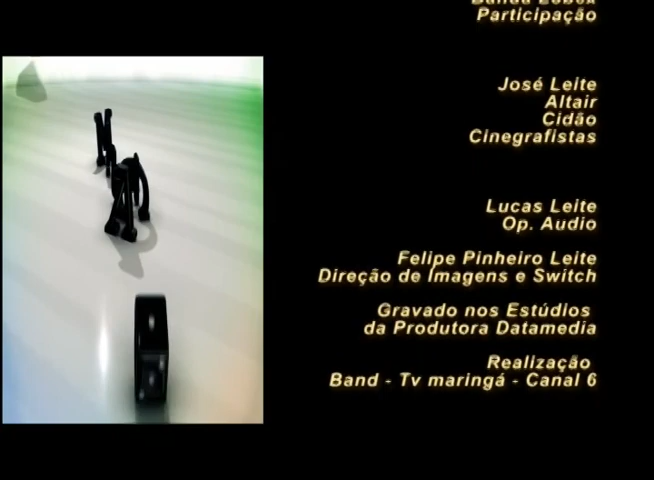 Participação
José Leite
Altair
Cidão
Cinegrafistas
Lucas Leite
Op. Audio
Felipe Pinheiro Leite
Direção de Imagens e Switch
Gravado nos Estúdios
da Produtora Datamedia
Realização
Band - Tv maringá - Canal 6